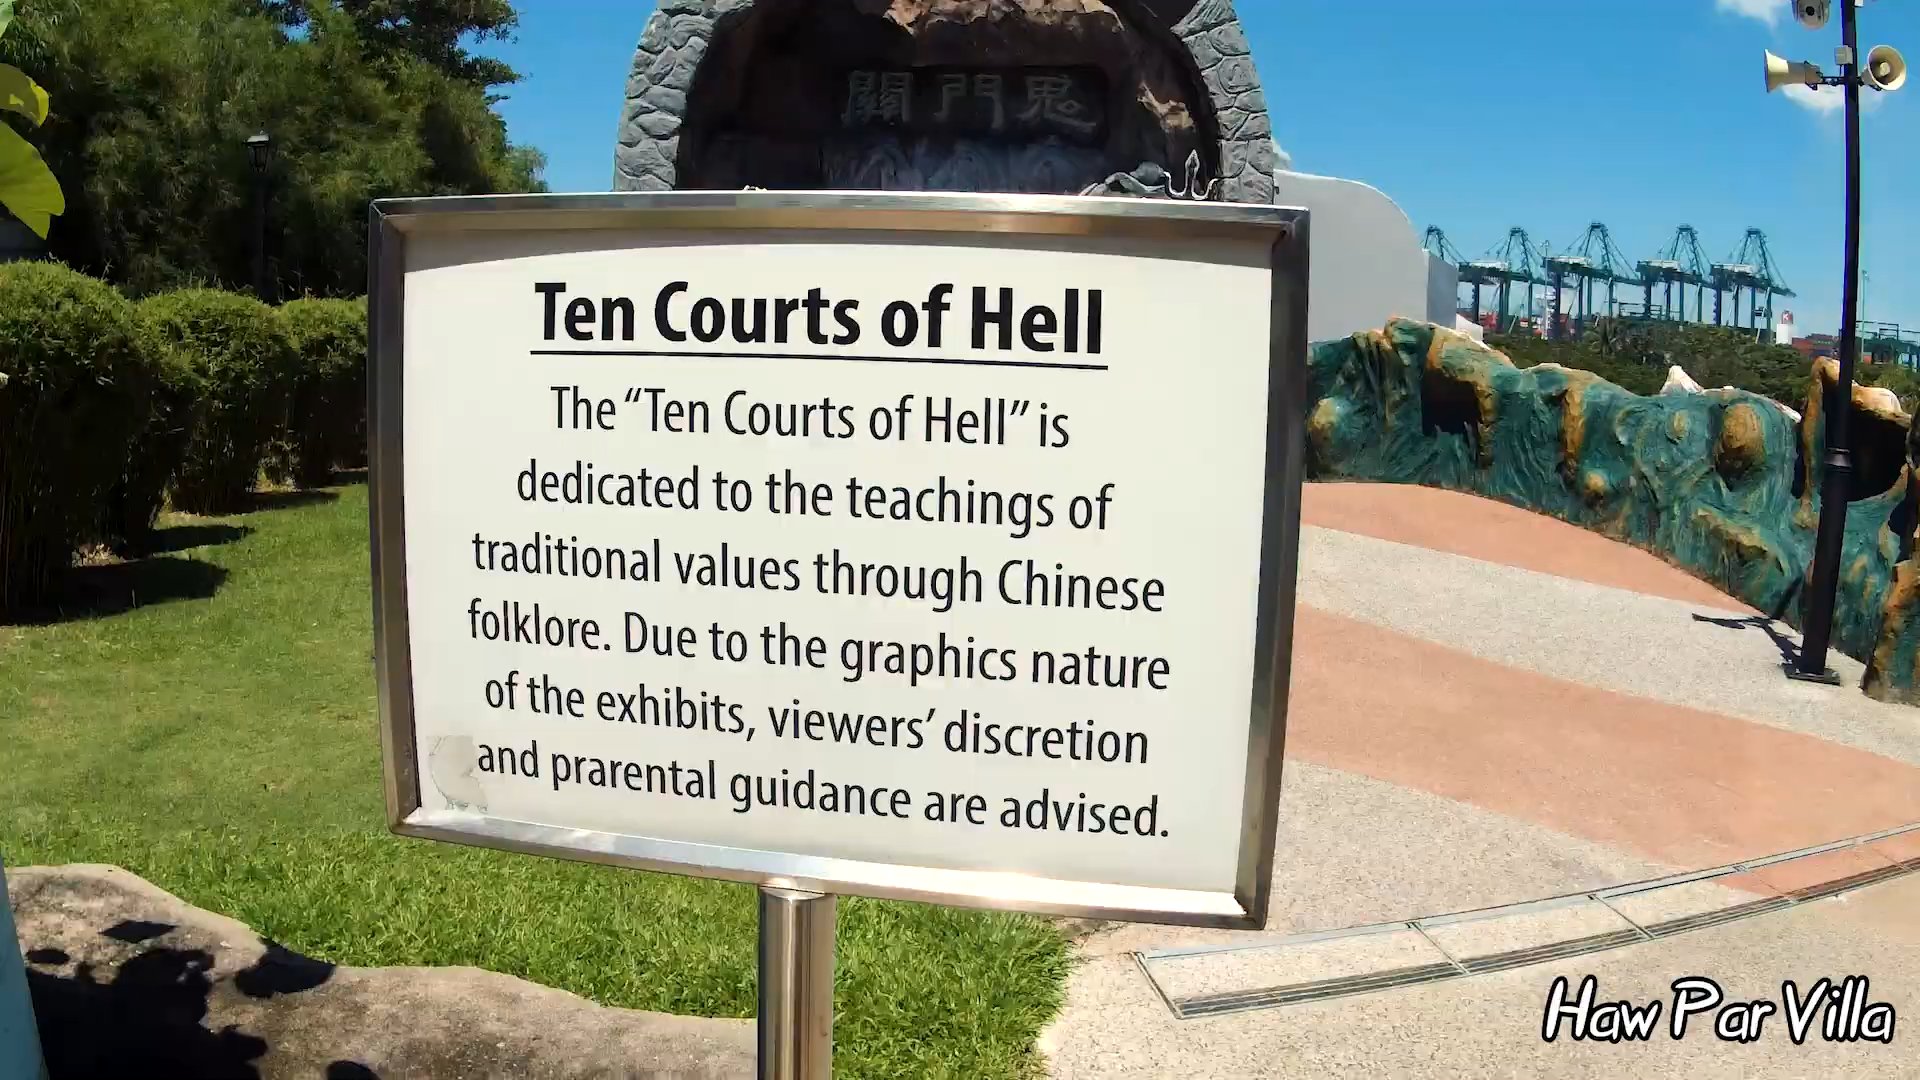 關門鬼
Ten Courts of Hell
The “Ten Courts of Hell” is
dedicated to the teachings of
traditional values through Chinese
folklore. Due to the graphics nature
of the exhibits, viewers’ discretion
and prarental guidance are advised.
Haw Par Villa